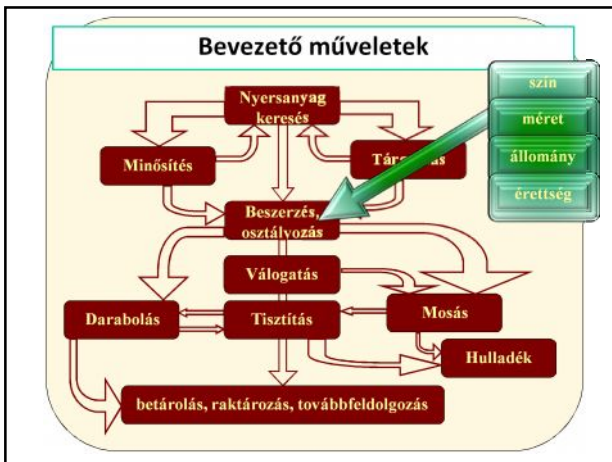 Bevezető műveletek
szín
méret
állomány
érettség
Nyersanyag
keresés
Minősítés
Beszerzés,
osztályozás
Válogatás
Darabolás
Tisztítás
Mosás
Hulladék
betárolás, raktározás, továbbfeldolgozás